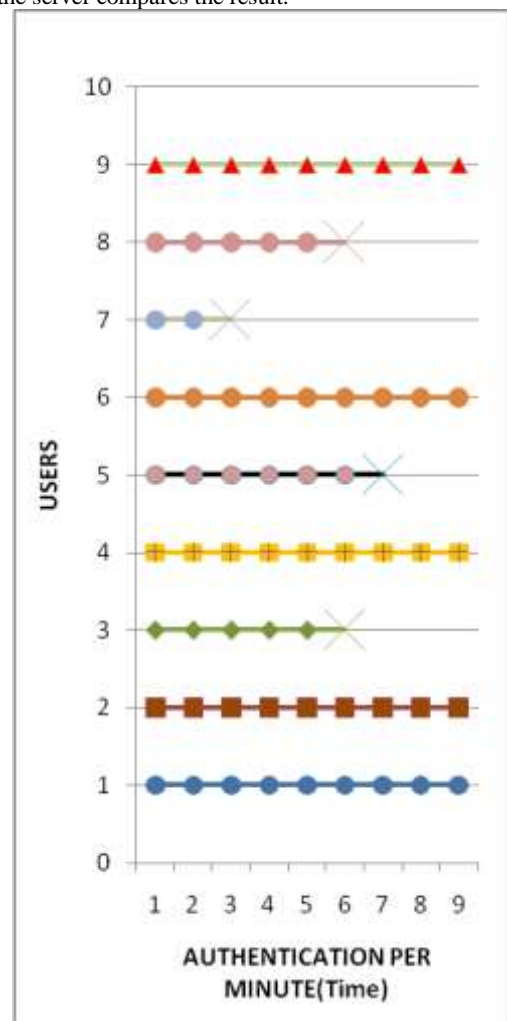 the server compares the result.
10
9
8
7
6
5
4
3
2
1
0
USERS
1 2 3 4 5 6 7 8 9
AUTHENTICATION PER
MINUTE(Time)